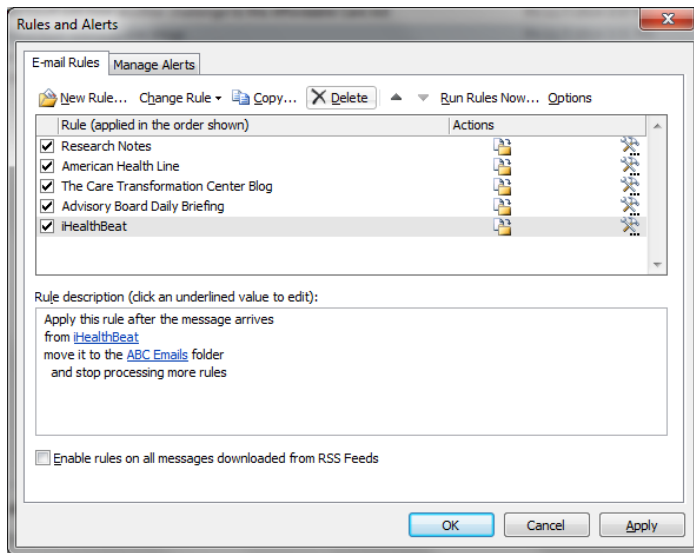 Rules and Alerts
E-mail Rules
Manage Alerts
New Rule... Change Rule Copy... Delete Run Rules Now... Options
Rule (applied in the order shown) Actions
Research Notes
American Health Line
The Care Transformation Center Blog
Advisory Board Daily Briefing
iHealthBeat
Rule description (click an underlined value to edit):
Apply this rule after the message arrives
from iHealthBeat
move it to the ABC Emails folder
and stop processing more rules
Enable rules on all messages downloaded from RSS Feeds
OK Cancel Apply